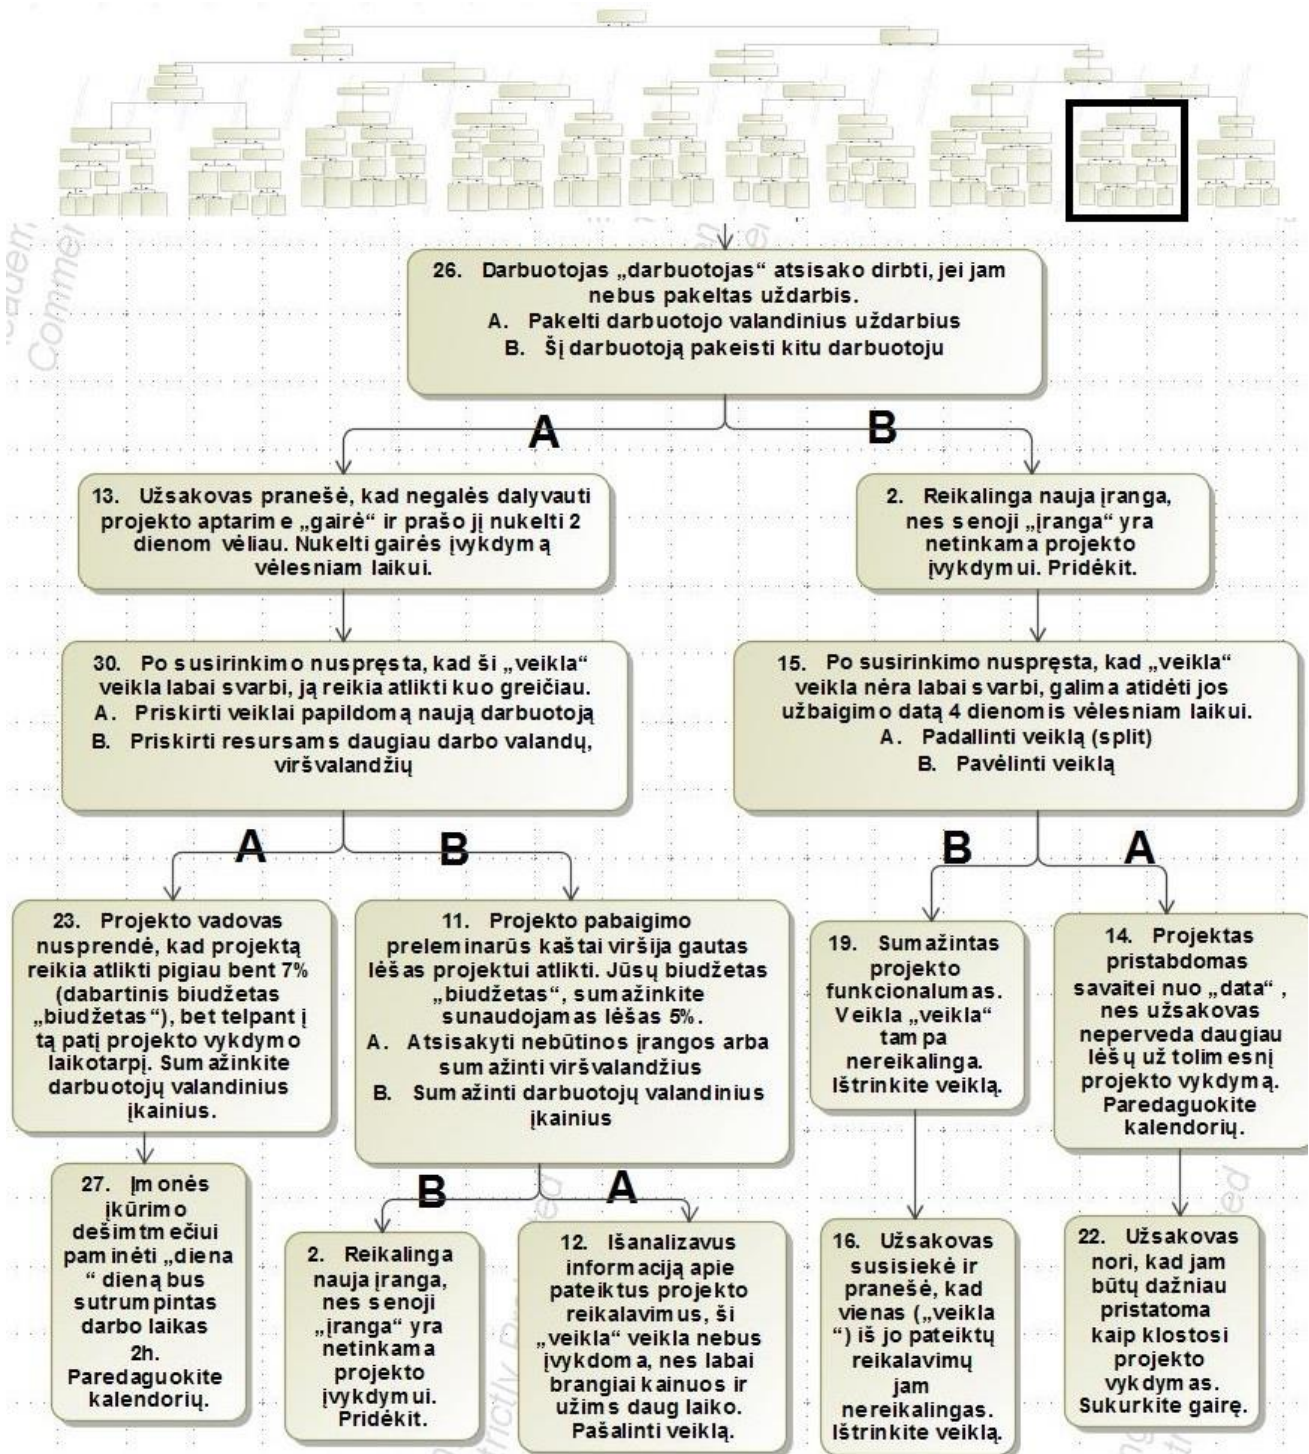 26. Darbuotojas „darbuotojas“ atsisako dirbti, jei jam
nebus pakeltas uždarbis.
A. Pakelti darbuotojo valandinius uždarbius
B. Šį darbuotoją pakeisti kitu darbuotoju
A
B
13. Užsakovas pranešė, kad negalės dalyvauti
projekto aptarime „gairė“ ir prašo jį nukelti 2
dienom vėliau. Nukelti gairės įvykdymą
vėlesniam laikui.
2. Reikalinga nauja įranga,
nes senoji „įranga“ yra
netinkama projekto
įvykdymui. Pridėkit.
30. Po susirinkimo nuspręsta, kad ši „veikla“
veikla labai svarbi, ją reikia atlikti kuo greičiau.
A. Priskirti veiklai papildomą naują darbuotoją
B. Priskirti resursams daugiau darbo valandų,
viršvalandžių
15. Po susirinkimo nuspręsta, kad „veikla“
veikla nėra labai svarbi, galima atidėti jos
užbaigimo datą 4 dienomis vėlesniam laikui.
A. Padallinti veiklą (split)
B. Pavėlinti veiklą
A
B
B
A
23. Projekto vadovas
nusprendė, kad projektą
reikia atlikti pigiau bent 7%
(dabartinis biudžetas
„biudžetas“), bet telpant į
tą patį projekto vykdymo
laikotarpį. Sumažinkite
darbuotojų valandinius
įkainius.
11. Projekto pabaigimo
preleminarūs kaštai viršija gautas
lėšas projektui atlikti. Jūsų biudžetas
„biudžetas“, sumažinkite
sunaudojamas lėšas 5%.
A. Atsisakyti nebūtinos įrangos arba
sumažinti viršvalandžius
B. Sumažinti darbuotojų valandinius
įkainius
19. Sumažintas
projekto
funkcionalumas.
Veikla „veikla“
tampa
nereikalinga.
Ištrinkite veiklą.
14. Projektas
pristabdomas
savaitei nuo „data“ ,
nes užsakovas
neperveda daugiau
lėšų už tolimesnį
projekto vykdymą.
Paredaguokite
kalendorių.
B
A
27. Įmonės
įkūrimo
dešimtmečiui
paminėti „diena
“ dieną bus
sutrumpintas
darbo laikas
2h.
Paredaguokite
kalendorių.
2. Reikalinga
nauja įranga,
nes senoji
„įranga“ yra
netinkama
projekto
įvykdymui.
Pridėkit.
12. Išanalizavus
informaciją apie
pateiktus projekto
reikalavimus, ši
„veikla“ veikla nebus
įvykdoma, nes labai
brangiai kainuos ir
užims daug laiko.
Pašalinti veiklą.
16. Užsakovas
susisiekė ir
pranešė, kad
vienas („veikla
“) iš jo pateiktų
reikalavimų
jam
nereikalingas.
Ištrinkite veiklą.
22. Užsakovas
nori, kad jam
būtų dažniau
pristatoma
kaip klostosi
projekto
vykdymas.
Sukurkite gairę.